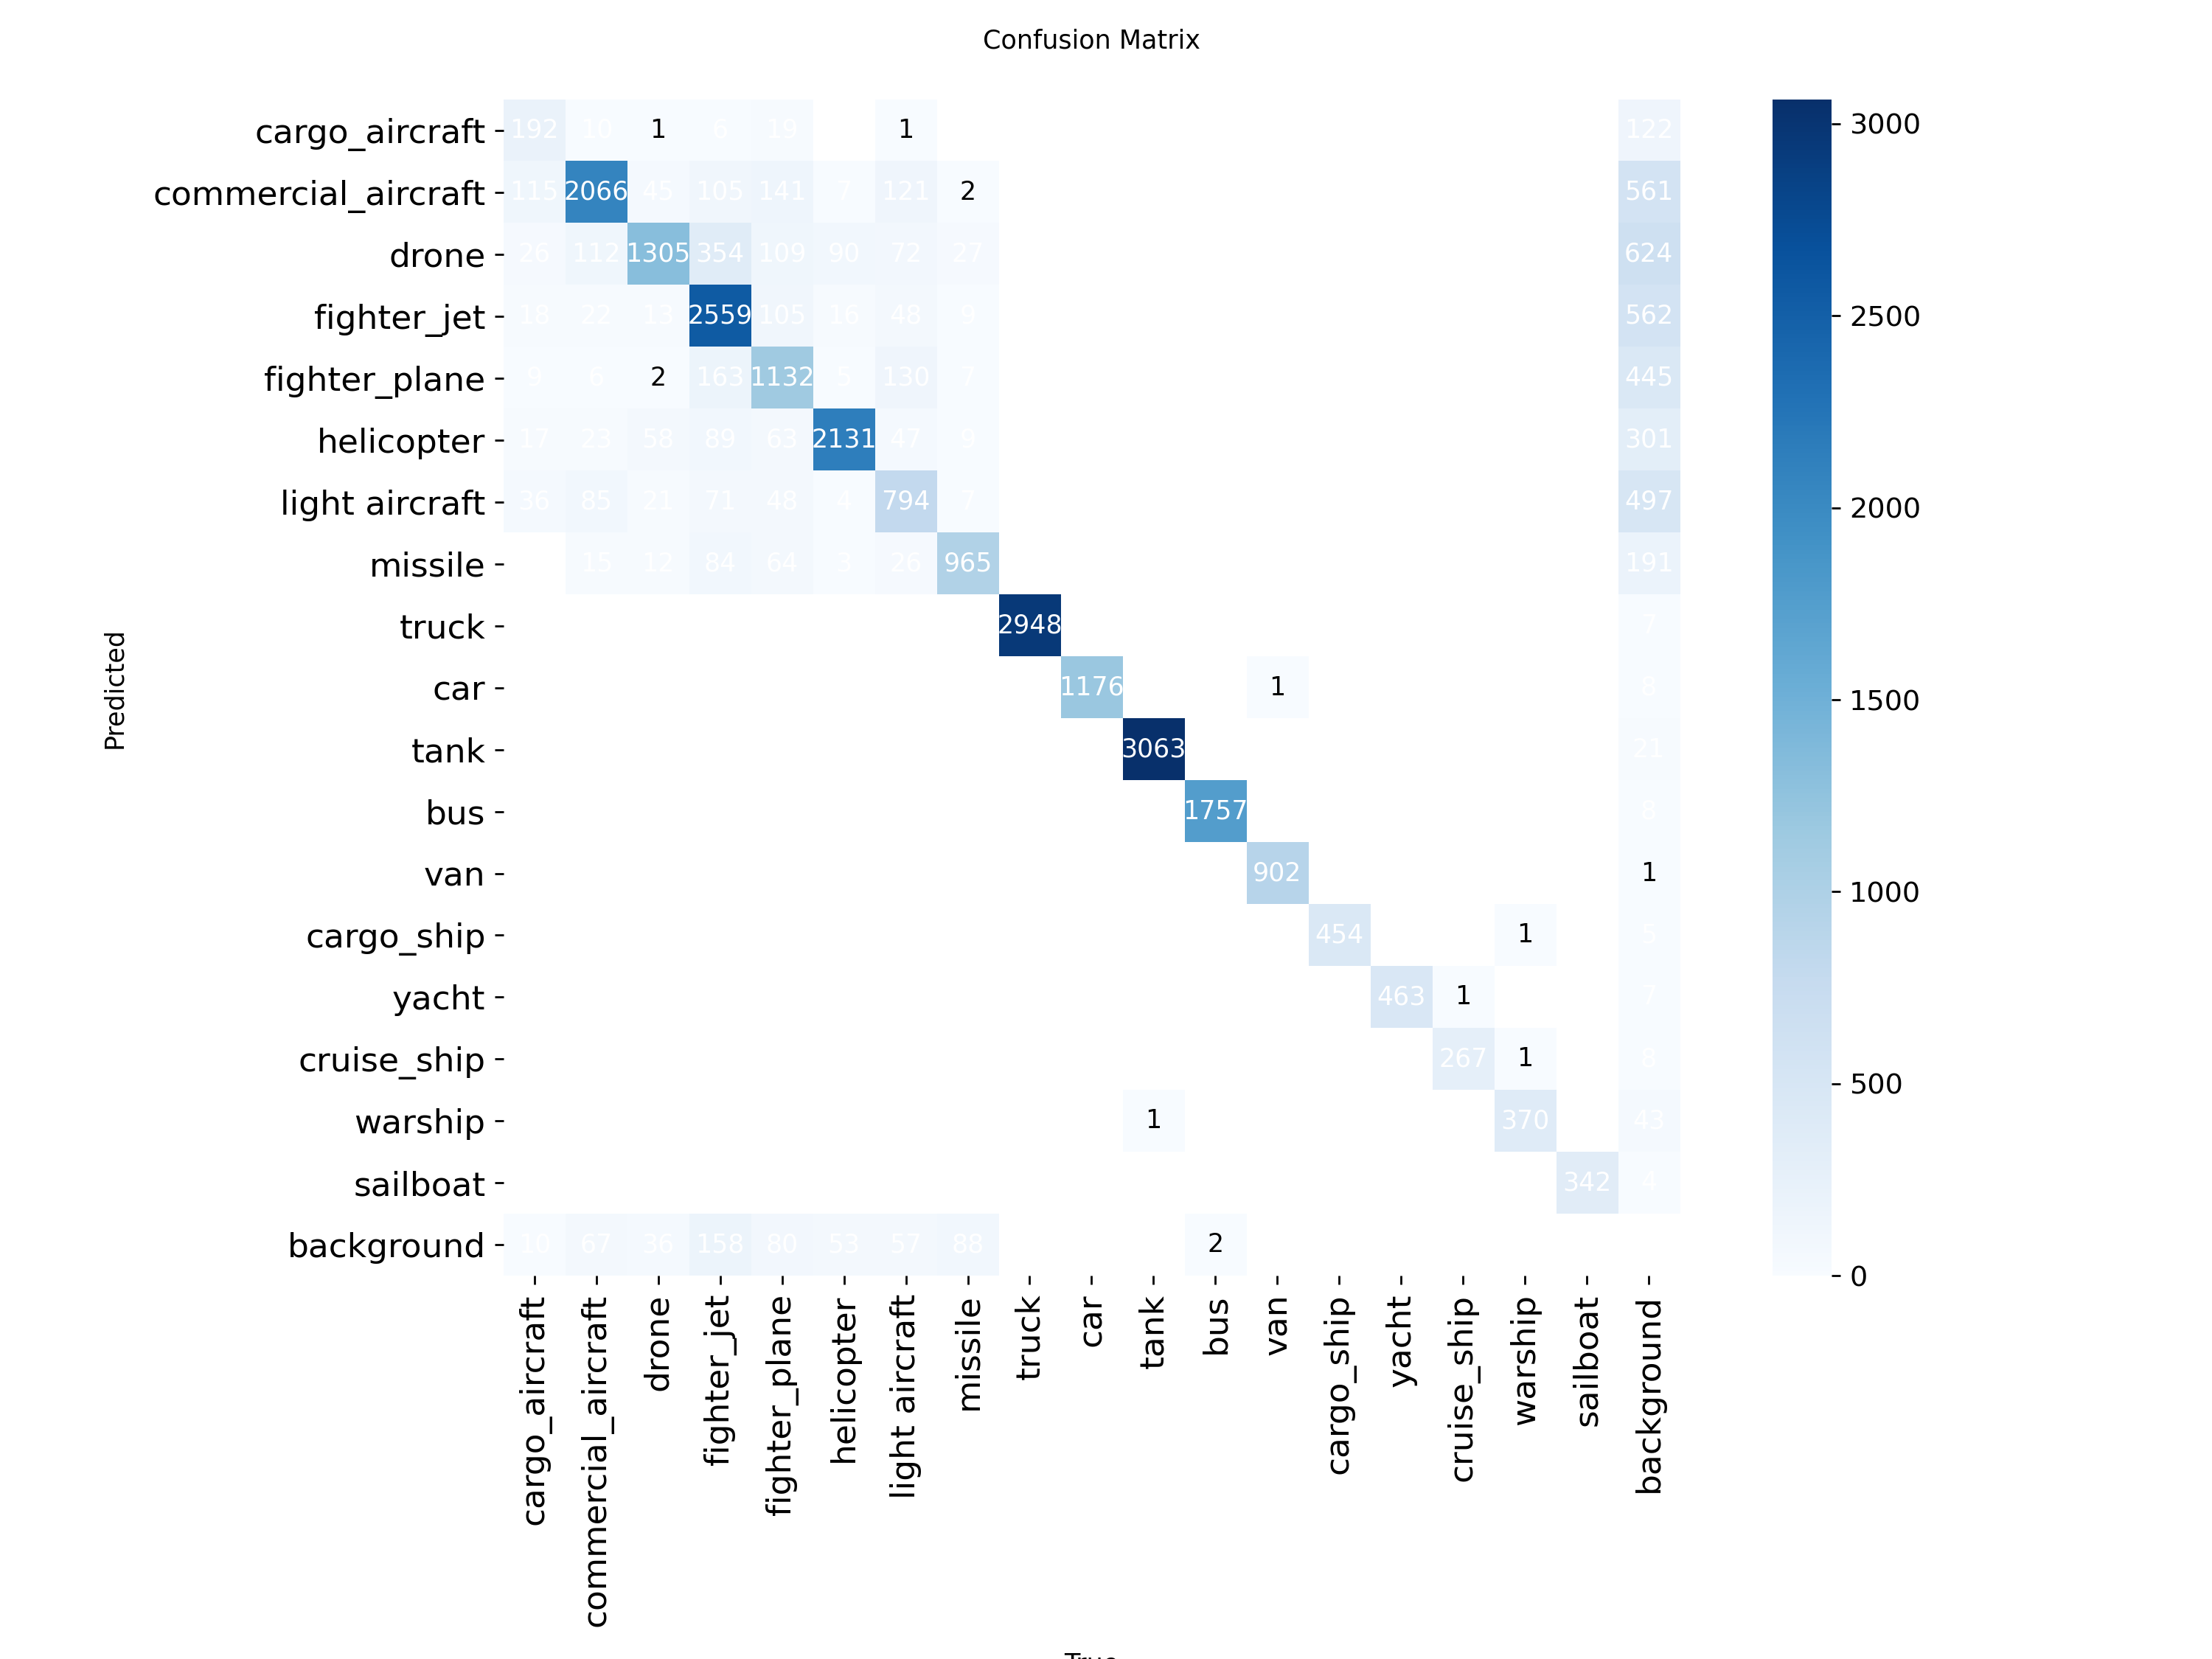 Confusion Matrix
cargo_aircraft 192 10 1 6 19 1 122
commercial_aircraft 115 2066 45 105 141 7 121 2 561
drone 26 112 1305 354 109 90 72 27 624
fighter_jet 18 22 13 2559 105 16 48 9 562
fighter_plane 9 6 2 163 1132 5 130 7 445
helicopter 17 23 58 89 63 2131 47 9 301
light aircraft 36 85 21 71 48 4 794 7 497
missile 15 12 84 64 3 26 965 191
truck 2948 7
car 1176 1 8
tank 3063 21
bus 1757 8
van 902 1
cargo_ship 454 1 5
yacht 463 1 7
cruise_ship 267 1 8
warship 1 370 43
sailboat 342 4
background 10 67 36 158 80 53 57 88 2
Predicted
cargo_aircraft
commercial_aircraft
drone
fighter_jet
fighter_plane
helicopter
light aircraft
missile
truck
car
tank
bus
van
cargo_ship
yacht
cruise_ship
warship
sailboat
background
True
3000
2500
2000
1500
1000
500
0